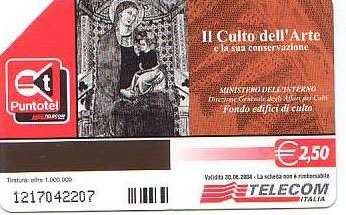 Il Culto dell'Arte
e la sua conservazione
Puntotel
TELECOM
MINISTERO DELL'INTERNO
Direzione Generale degli Affari dei Culti
Fondo edifici di culto
€2,50
Tiratura: oltre 1.000.000
1217042207
Validità 30.06.2004 - La scheda non è rimborsabile
TELECOM
ITALIA